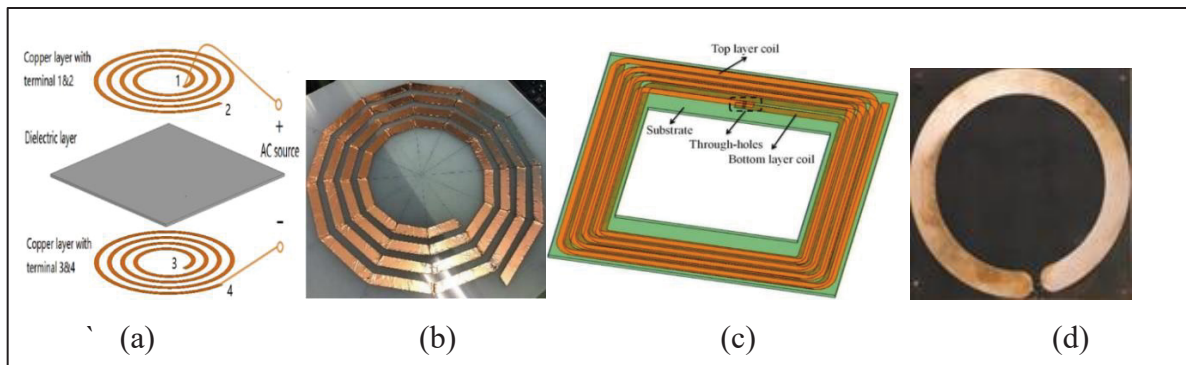 Copper layer with
terminal 1&2
1
2
+
Dielectric layer
AC source
−
Copper layer with
terminal 3&4
3
4
Top layer coil
Substrate
Through-holes
Bottom layer coil
` (a) (b) (c) (d)